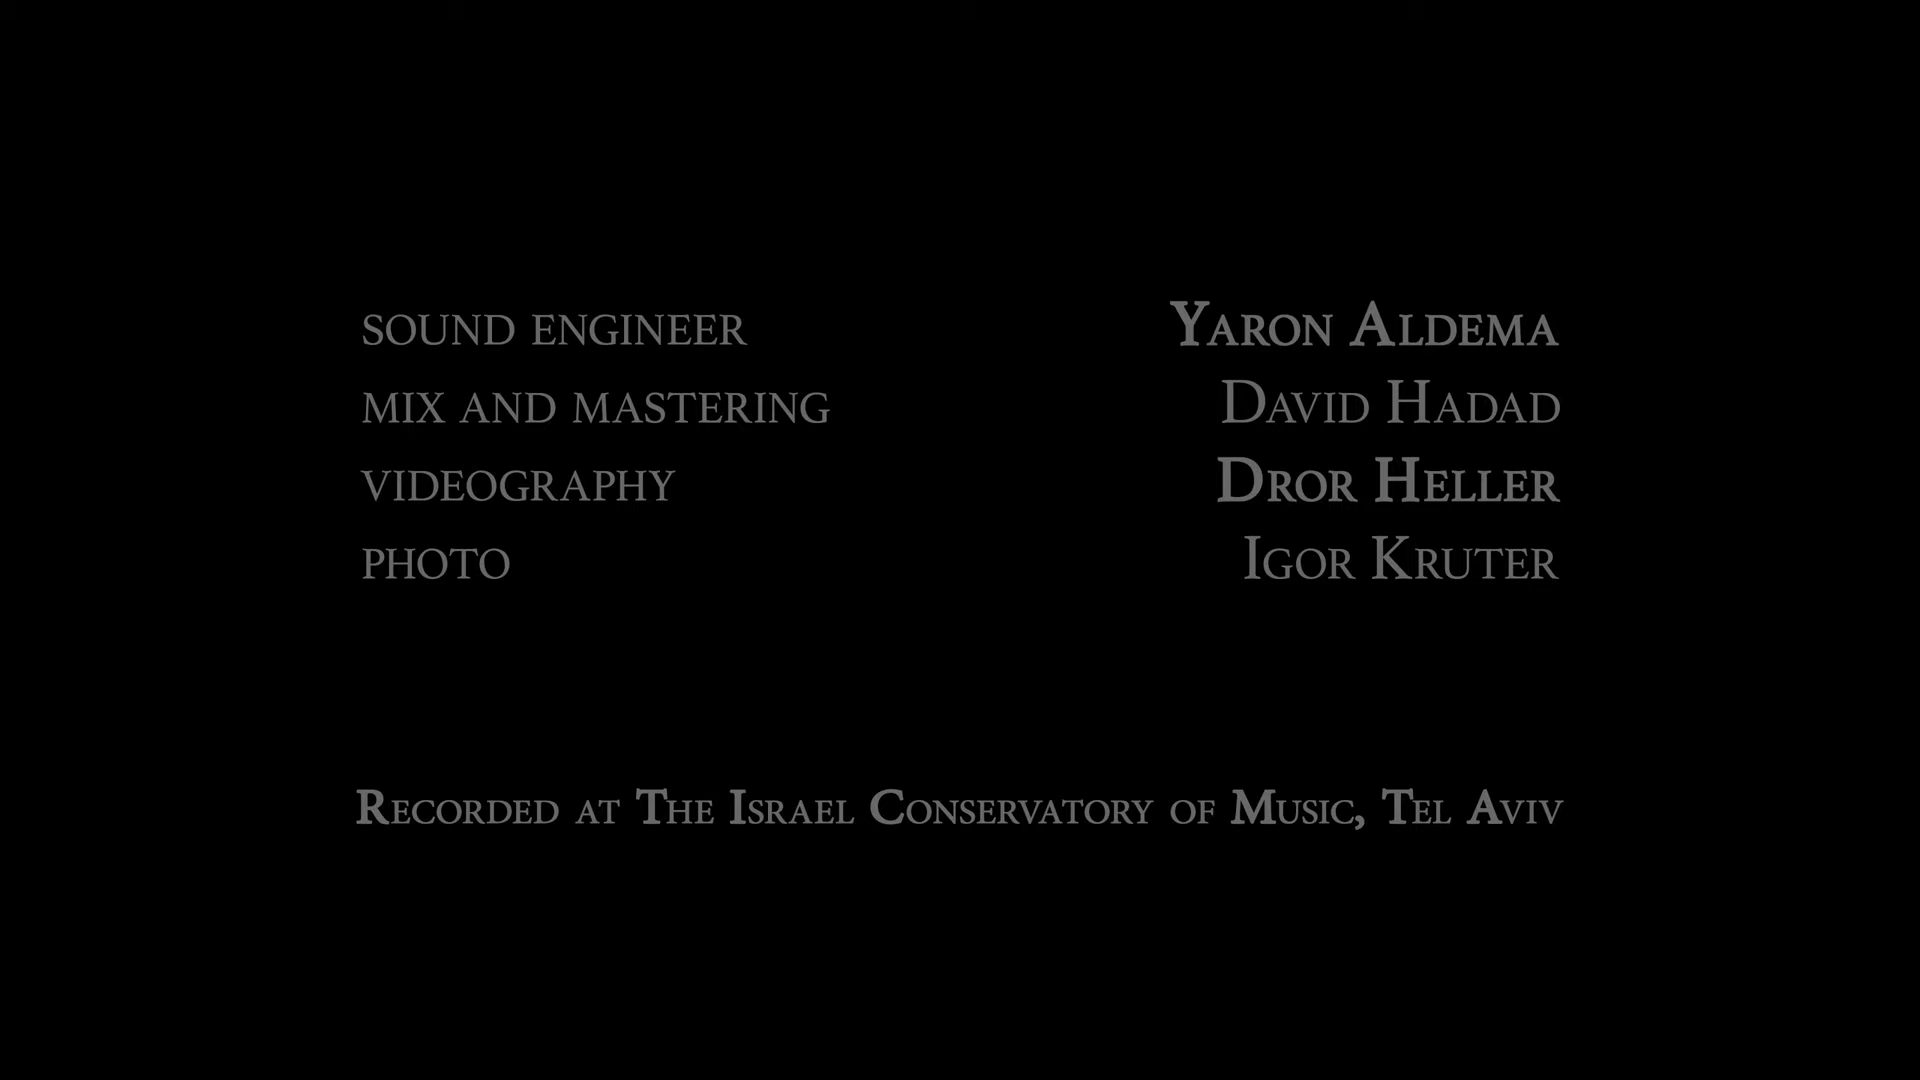 SOUND ENGINEER YARON ALDEMA
MIX AND MASTERING DAVID HADAD
VIDEOGRAPHY DROR HELLER
PHOTO IGOR KRUTER
RECORDED AT THE ISRAEL CONSERVATORY OF MUSIC, TEL AVIV